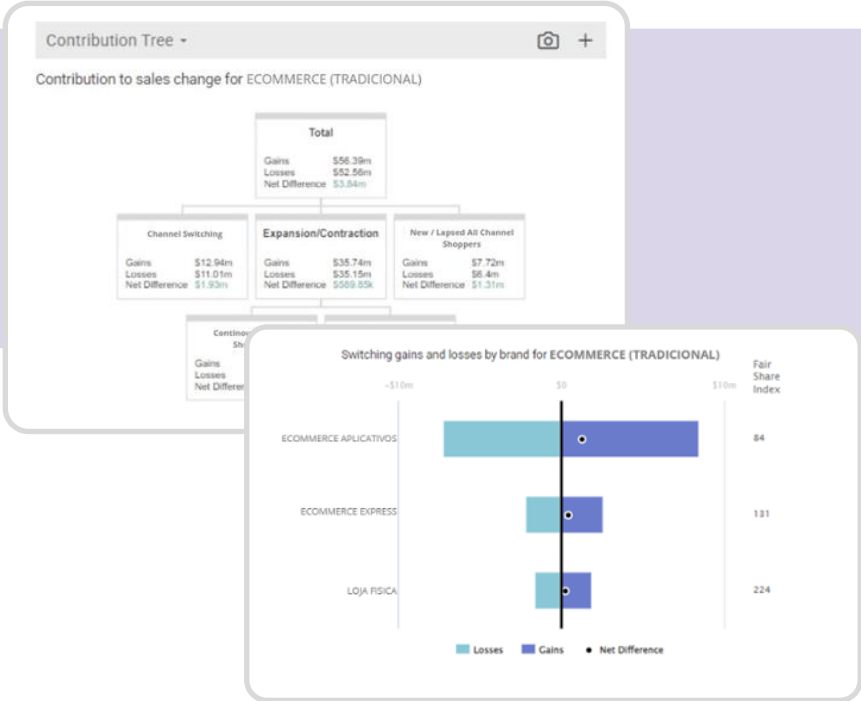 Contribution Tree
Contribution to sales change for ECOMMERCE (TRADICIONAL)
Total
Gains $56.39m
Losses $52.56m
Net Difference $3.84m
Channel Switching
Gains $12.94m
Losses $11.01m
Net Difference $1.93m
Expansion/Contraction
Gains $35.74m
Losses $35.15m
Net Difference $589.85k
New / Lapsed All Channel
Shoppers
Gains $7.72m
Losses $6.4m
Net Difference $1.31m
Gains
Losses
Switching gains and losses by brand for ECOMMERCE (TRADICIONAL)
Fair
Share
Index
-$10m $0 $10m
ECOMMERCE APLICATIVOS 84
ECOMMERCE EXPRESS 131
LOJA FISICA 224
Losses Gains Net Difference